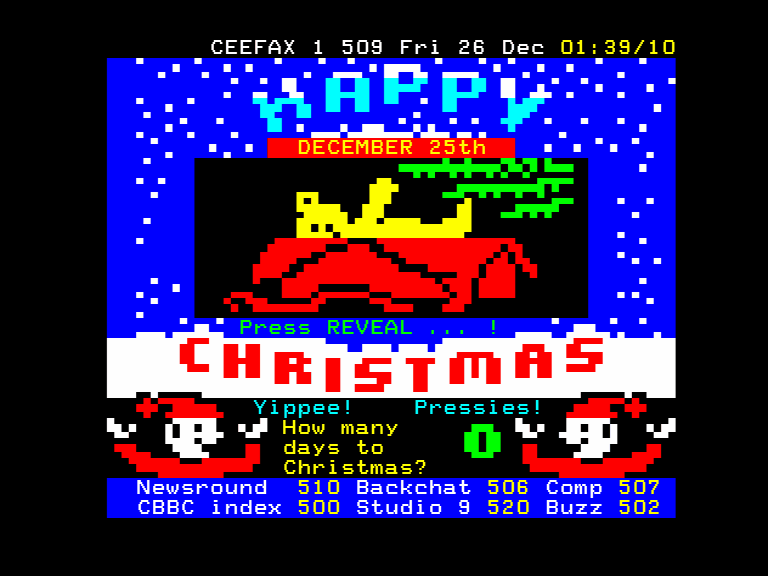 CEEFAX 1 509 Fri 26 Dec 01:39/10
HAPPY
DECEMBER 25th
Press REVEAL ... !
CHRISTMAS
Yippee! Pressies!
How many
days to
Christmas?
0
Newsround 510 Backchat 506 Comp 507
CBBC index 500 Studio 9 520 Buzz 502